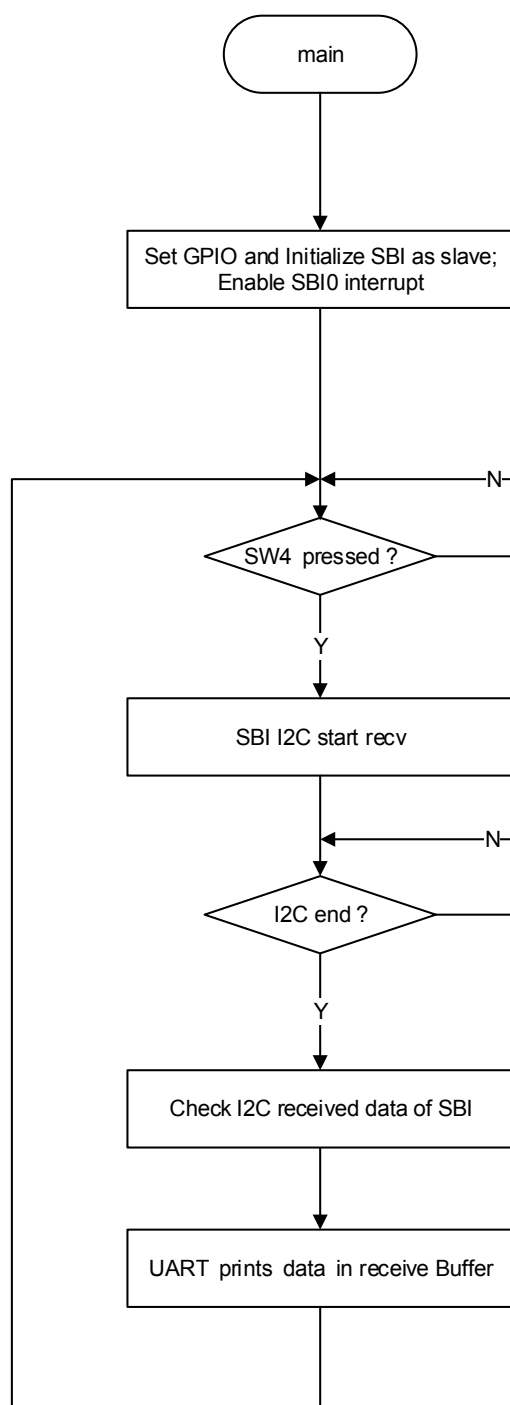 main
Set GPIO and Initialize SBI as slave;
Enable SBI0 interrupt
N
SW4 pressed ?
Y
SBI I2C start recv
N
I2C end ?
Y
Check I2C received data of SBI
UART prints data in receive Buffer